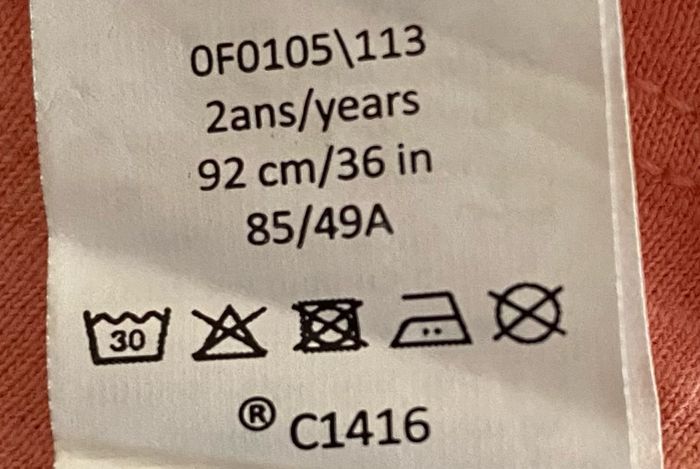 0F0105\113
2ans/years
92 cm/36 in
85/49A
30
® C1416